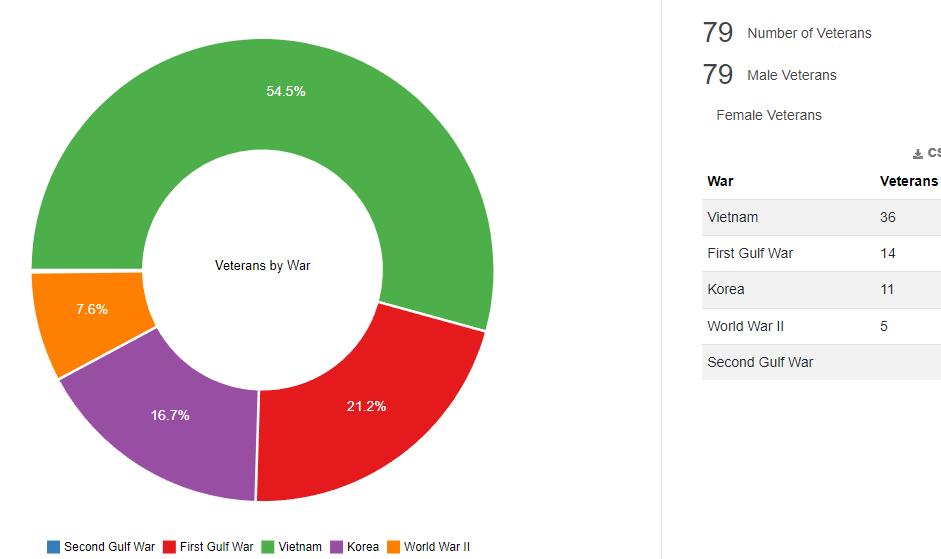 54.5%
Veterans by War
7.6%
16.7%
21.2%
Second Gulf War First Gulf War Vietnam Korea World War II
79 Number of Veterans
79 Male Veterans
Female Veterans
CS
War Veterans
Vietnam 36
First Gulf War 14
Korea 11
World War II 5
Second Gulf War